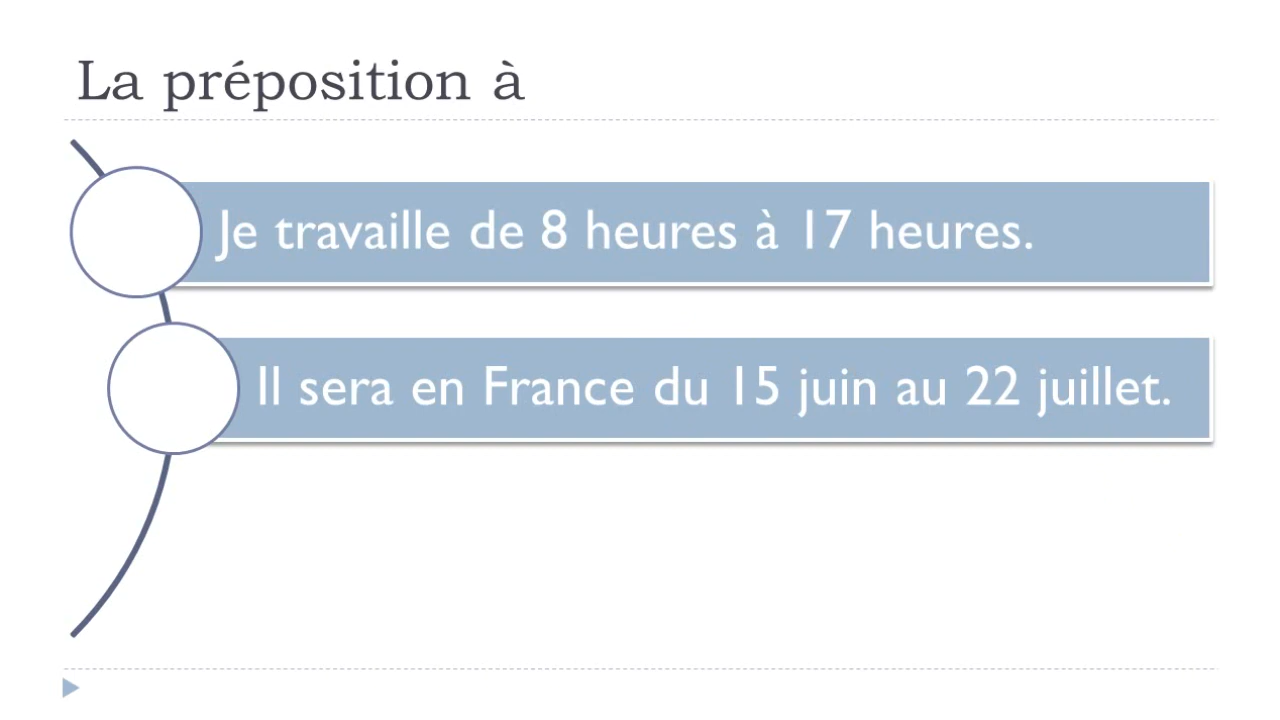 La préposition à
Je travaille de 8 heures à 17 heures.
Il sera en France du 15 juin au 22 juillet.